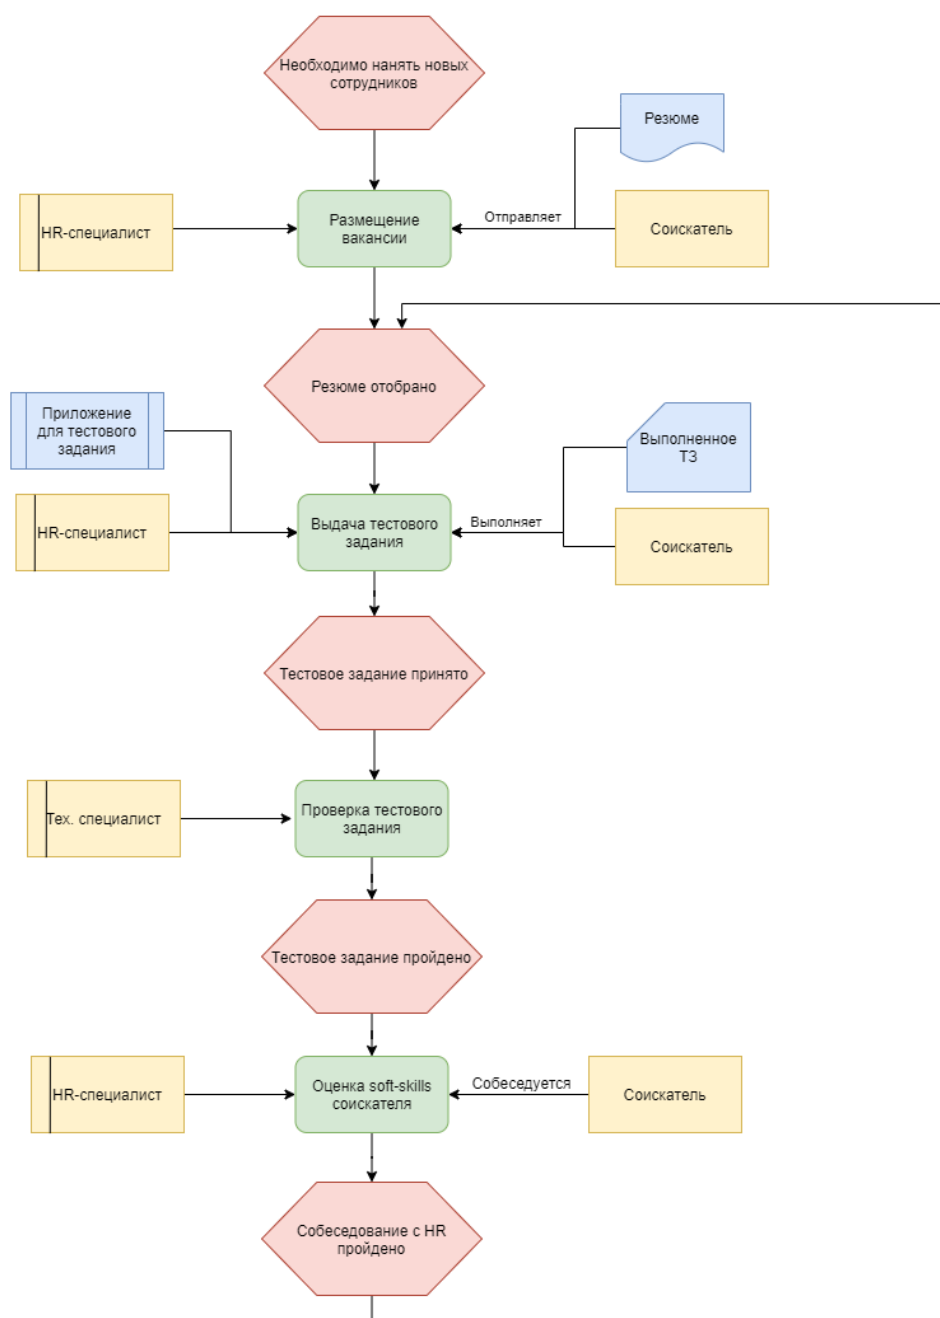 Необходимо нанять новых
сотрудников
Резюме
HR-специалист
Размещение
вакансии
Отправляет
Соискатель
Резюме отобрано
Приложение
для тестового
задания
Выполненное
ТЗ
HR-специалист
Выдача тестового
задания
Выполняет
Соискатель
Тестовое задание принято
Тех. специалист
Проверка тестового
задания
Тестовое задание пройдено
HR-специалист
Оценка soft-skills
соискателя
Собеседуется
Соискатель
Собеседование с HR
пройдено